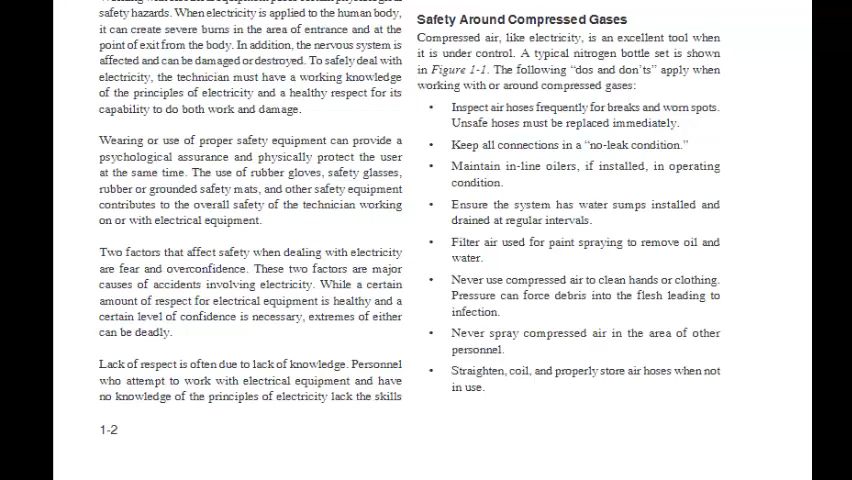 safety hazards. When electricity is applied to the human body,
it can create severe burns in the area of entrance and at the
point of exit from the body. In addition, the nervous system is
affected and can be damaged or destroyed. To safely deal with
electricity, the technician must have a working knowledge
of the principles of electricity and a healthy respect for its
capability to do both work and damage.
Wearing or use of proper safety equipment can provide a
psychological assurance and physically protect the user
at the same time. The use of rubber gloves, safety glasses,
rubber or grounded safety mats, and other safety equipment
contributes to the overall safety of the technician working
on or with electrical equipment.
Two factors that affect safety when dealing with electricity
are fear and overconfidence. These two factors are major
causes of accidents involving electricity. While a certain
amount of respect for electrical equipment is healthy and a
certain level of confidence is necessary, extremes of either
can be deadly.
Lack of respect is often due to lack of knowledge. Personnel
who attempt to work with electrical equipment and have
no knowledge of the principles of electricity lack the skills
1-2
Safety Around Compressed Gases
Compressed air, like electricity, is an excellent tool when
it is under control. A typical nitrogen bottle set is shown
in Figure 1-1. The following “dos and don’ts” apply when
working with or around compressed gases:
• Inspect air hoses frequently for breaks and worn spots.
Unsafe hoses must be replaced immediately.
• Keep all connections in a “no-leak condition.”
• Maintain in-line oilers, if installed, in operating
condition.
• Ensure the system has water sumps installed and
drained at regular intervals.
• Filter air used for paint spraying to remove oil and
water.
• Never use compressed air to clean hands or clothing.
Pressure can force debris into the flesh leading to
infection.
• Never spray compressed air in the area of other
personnel.
• Straighten, coil, and properly store air hoses when not
in use.